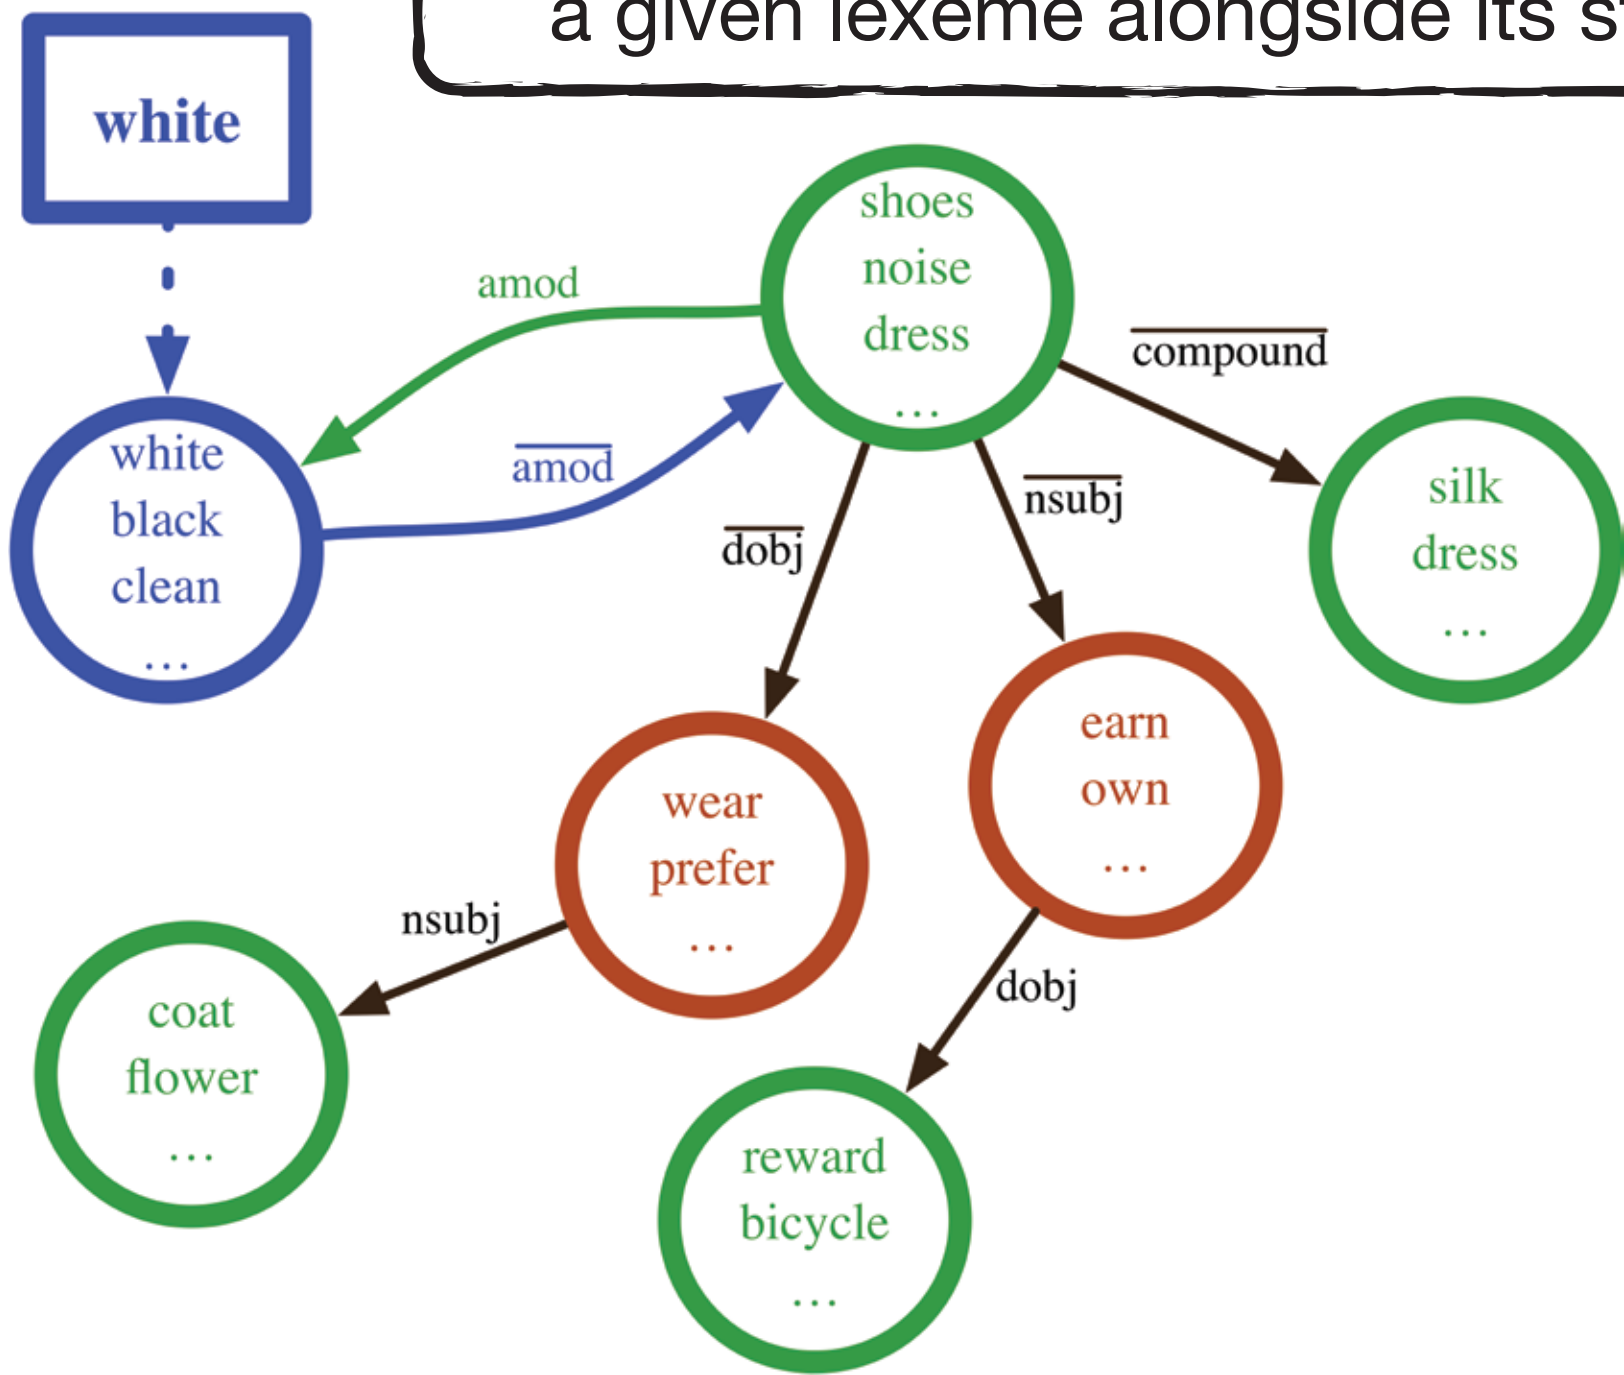 a given lexeme alongside its
white
shoes
noise
dress
...
amod
compound
white
black
clean
...
amod
silk
dress
...
dobj
nsubj
earn
own
...
wear
prefer
...
nsubj
dobj
coat
flower
...
reward
bicycle
...